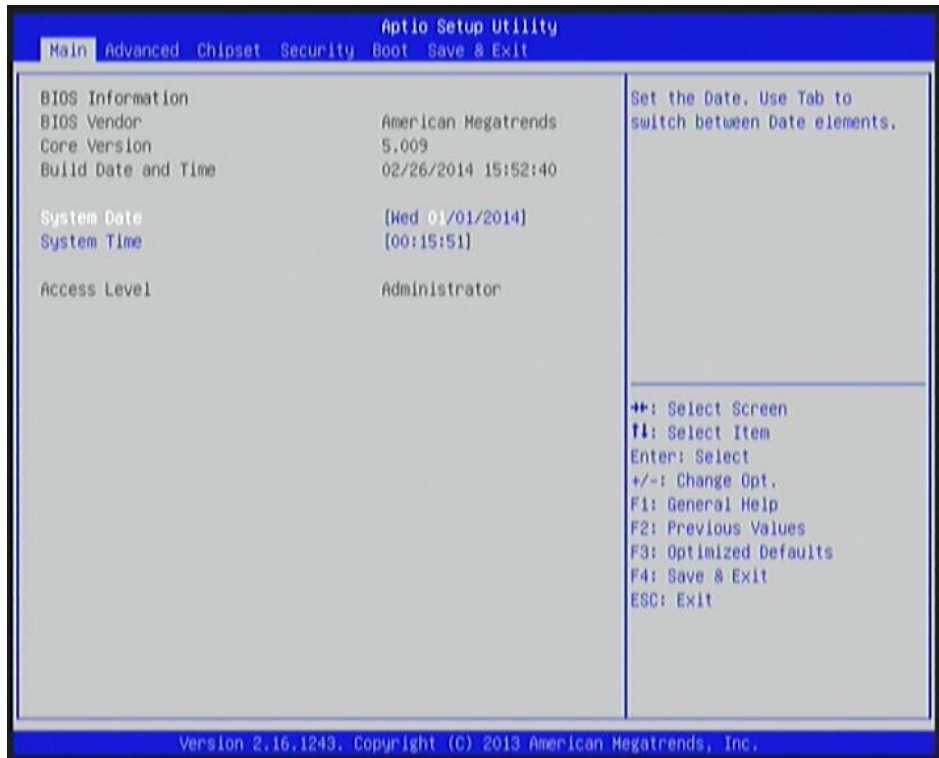 Aptio Setup Utility
Main Advanced Chipset Security Boot Save & Exit
BIOS Information
BIOS Vendor American Megatrends
Core Version 5.009
Build Date and Time 02/26/2014 15:52:40
System Date [Wed 01/01/2014]
System Time [00:15:51]
Access Level Administrator
Set the Date. Use Tab to
switch between Date elements.
→←: Select Screen
↑↓: Select Item
Enter: Select
+/-: Change Opt.
F1: General Help
F2: Previous Values
F3: Optimized Defaults
F4: Save & Exit
ESC: Exit
Version 2.16.1243. Copyright (C) 2013 American Megatrends, Inc.